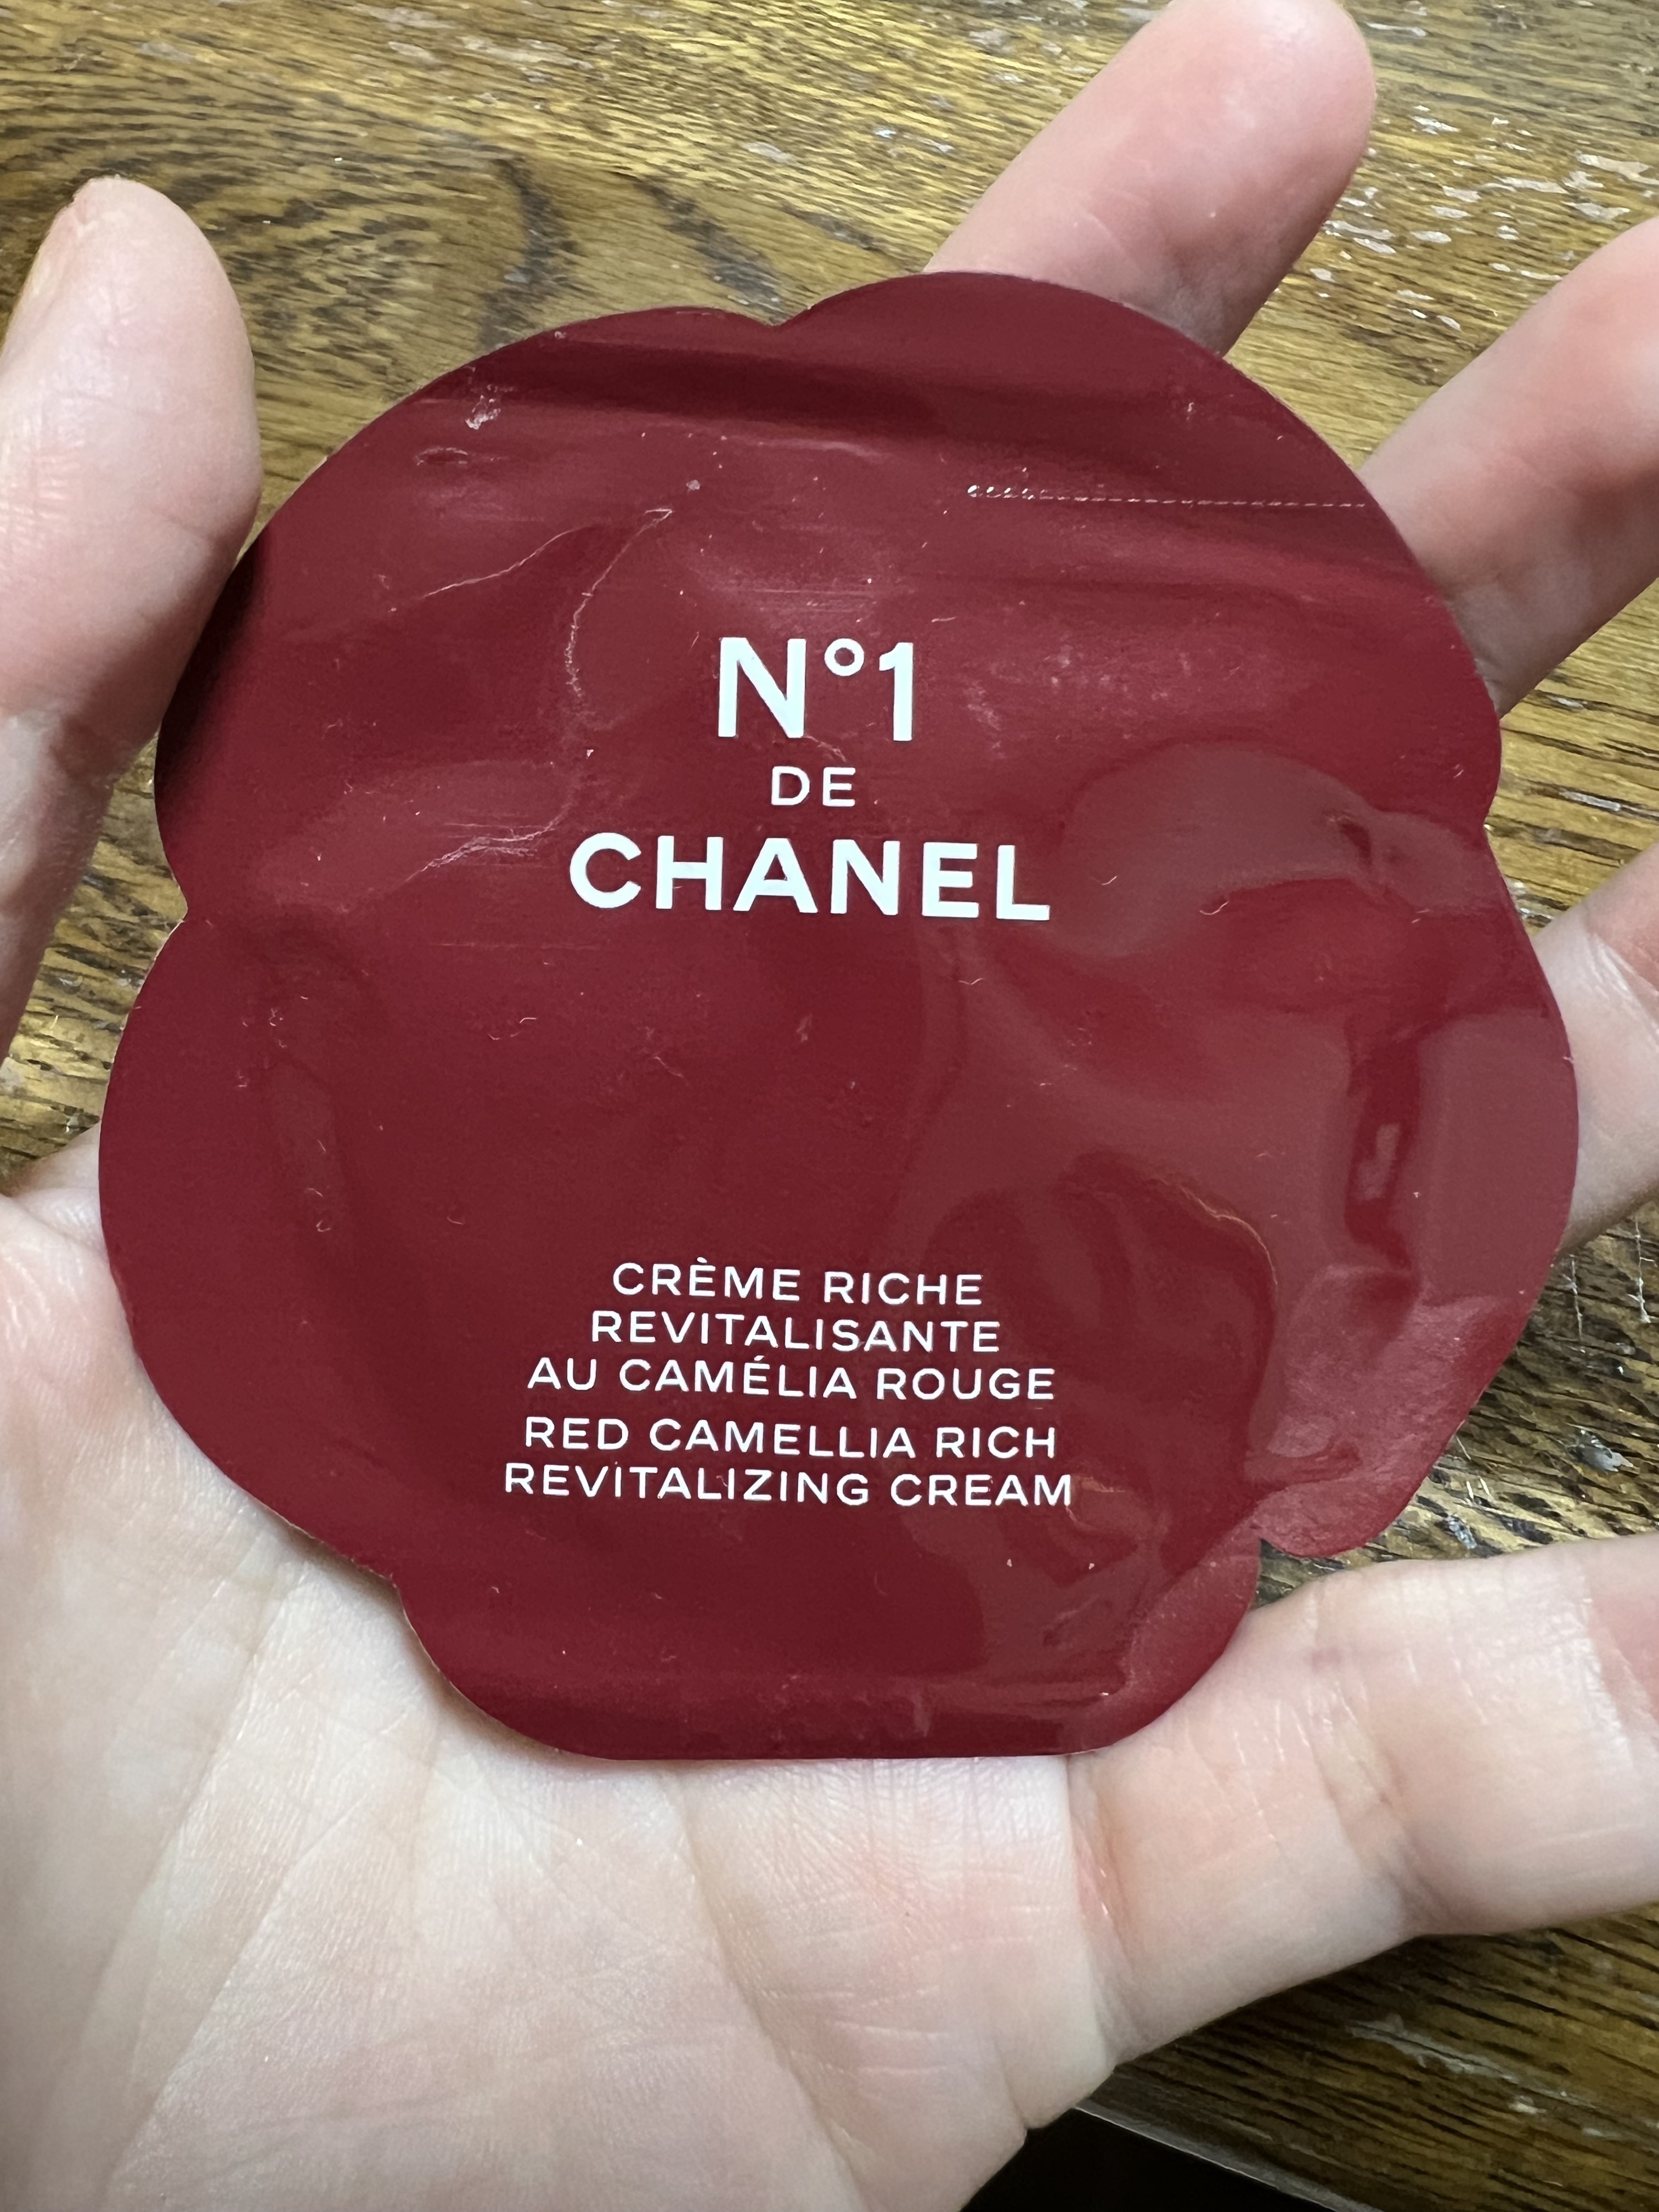 N°1
DE
CHANEL
CRÈME RICHE
REVITALISANTE
AU CAMÉLIA ROUGE
RED CAMELLIA RICH
REVITALIZING CREAM